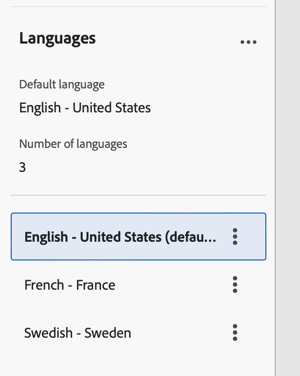 Languages
Default language
English - United States
Number of languages
3
English - United States (defau...
French - France
Swedish - Sweden